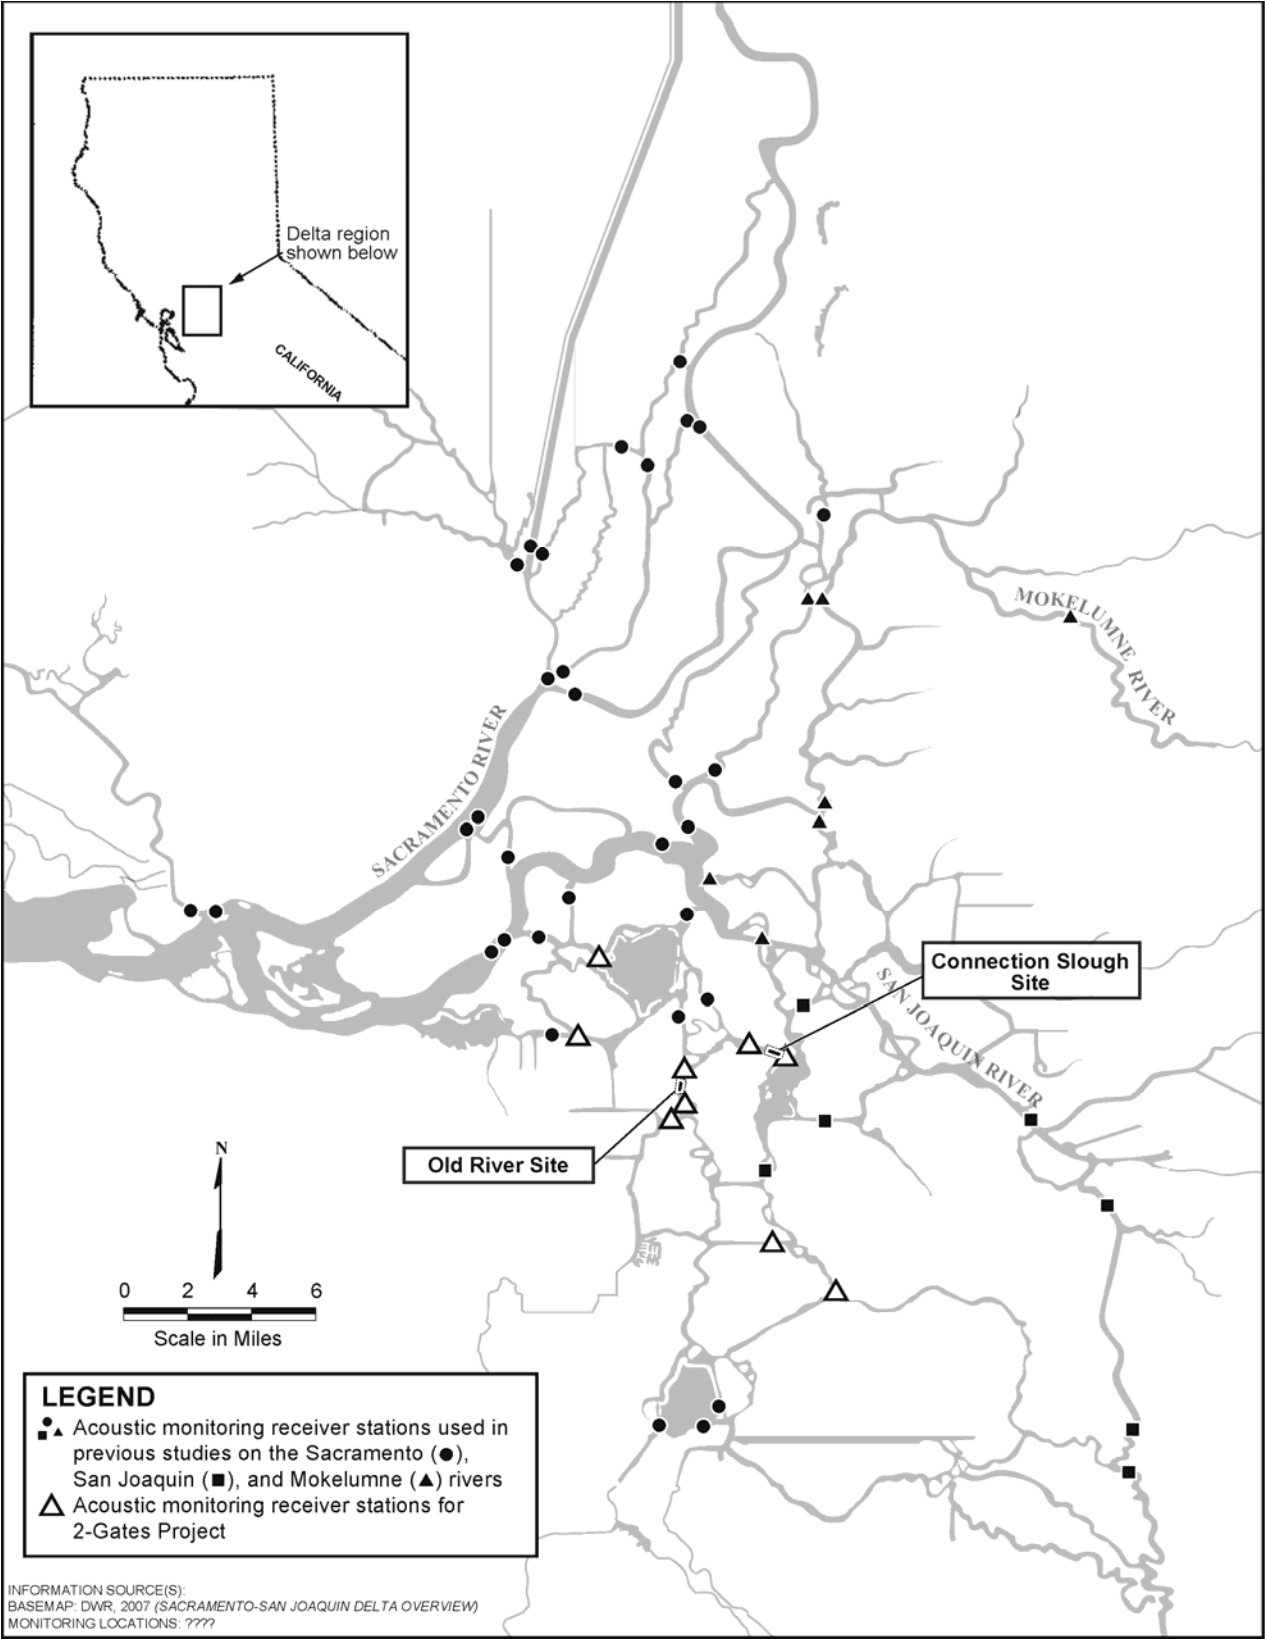 Delta region
shown below
CALIFORNIA
MOKELUMNE RIVER
SACRAMENTO RIVER
Connection Slough
Site
SAN JOAQUIN RIVER
Old River Site
N
0 2 4 6
Scale in Miles
LEGEND
Acoustic monitoring receiver stations used in
previous studies on the Sacramento (●),
San Joaquin (■), and Mokelumne (▲) rivers
Acoustic monitoring receiver stations for
2-Gates Project
INFORMATION SOURCE(S):
BASEMAP: DWR, 2007 (SACRAMENTO-SAN JOAQUIN DELTA OVERVIEW)
MONITORING LOCATIONS: ????